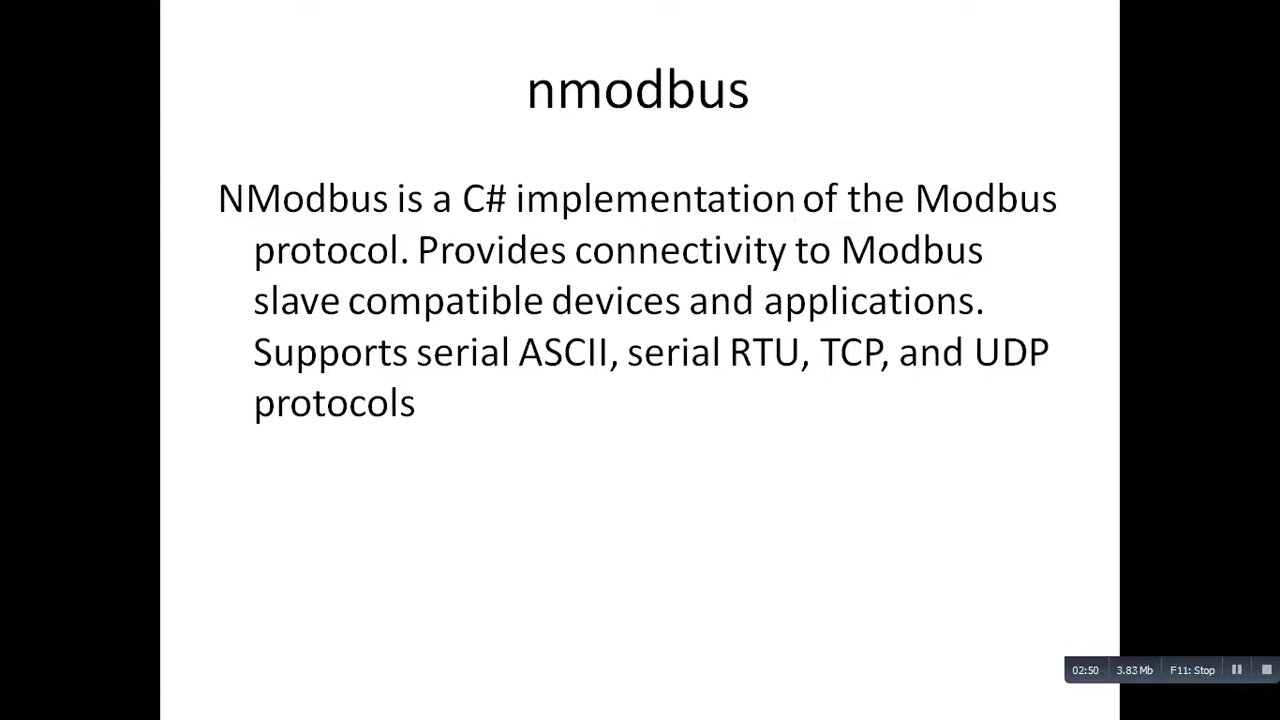 nmodbus
NModbus is a C# implementation of the Modbus
protocol. Provides connectivity to Modbus
slave compatible devices and applications.
Supports serial ASCII, serial RTU, TCP, and UDP
protocols
02:50 3.83 Mb F11: Stop